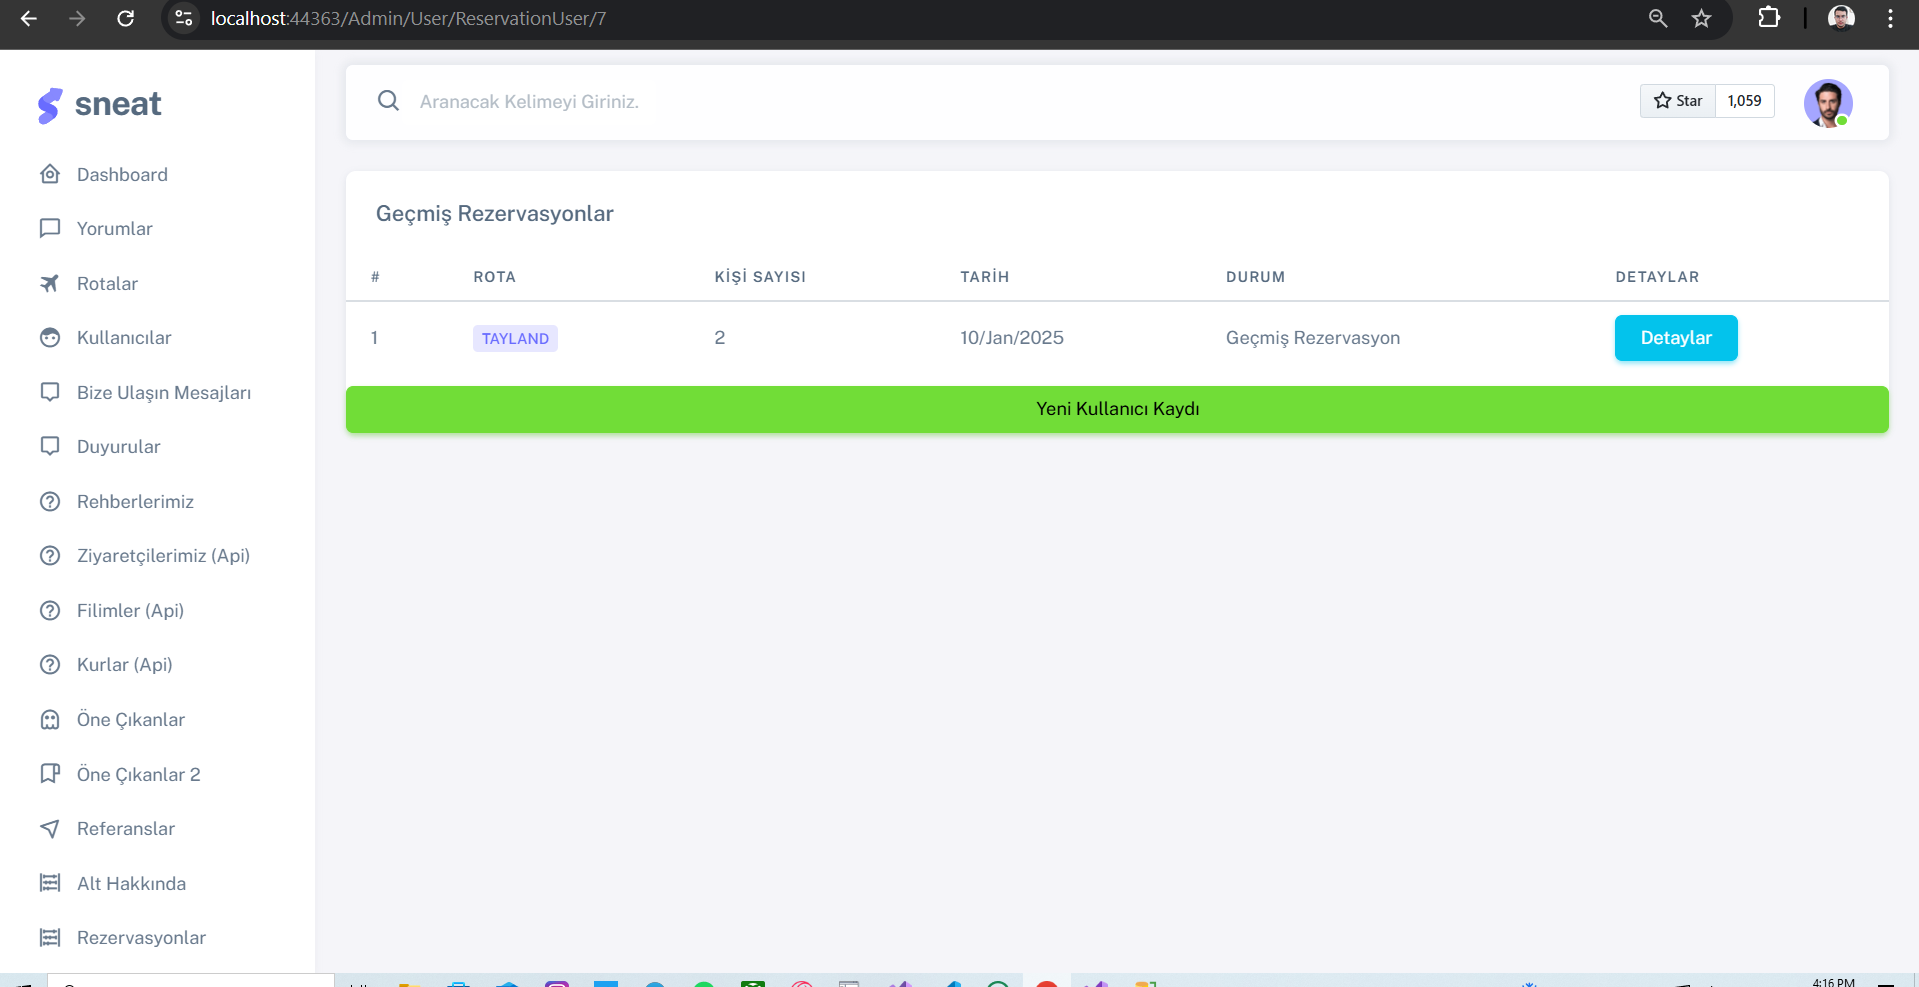 localhost:44363/Admin/User/ReservationUser/7
sneat
Aranacak Kelimeyi Giriniz.
Star 1,059
Dashboard
Yorumlar
Rotalar
Kullanıcılar
Bize Ulaşın Mesajları
Duyurular
Rehberlerimiz
Ziyaretçilerimiz (Api)
Filimler (Api)
Kurlar (Api)
Öne Çıkanlar
Öne Çıkanlar 2
Referanslar
Alt Hakkında
Rezervasyonlar
Geçmiş Rezervasyonlar
# ROTA KİŞİ SAYISI TARİH DURUM DETAYLAR
1 TAYLAND 2 10/Jan/2025 Geçmiş Rezervasyon Detaylar
Yeni Kullanıcı Kaydı
4:16 PM